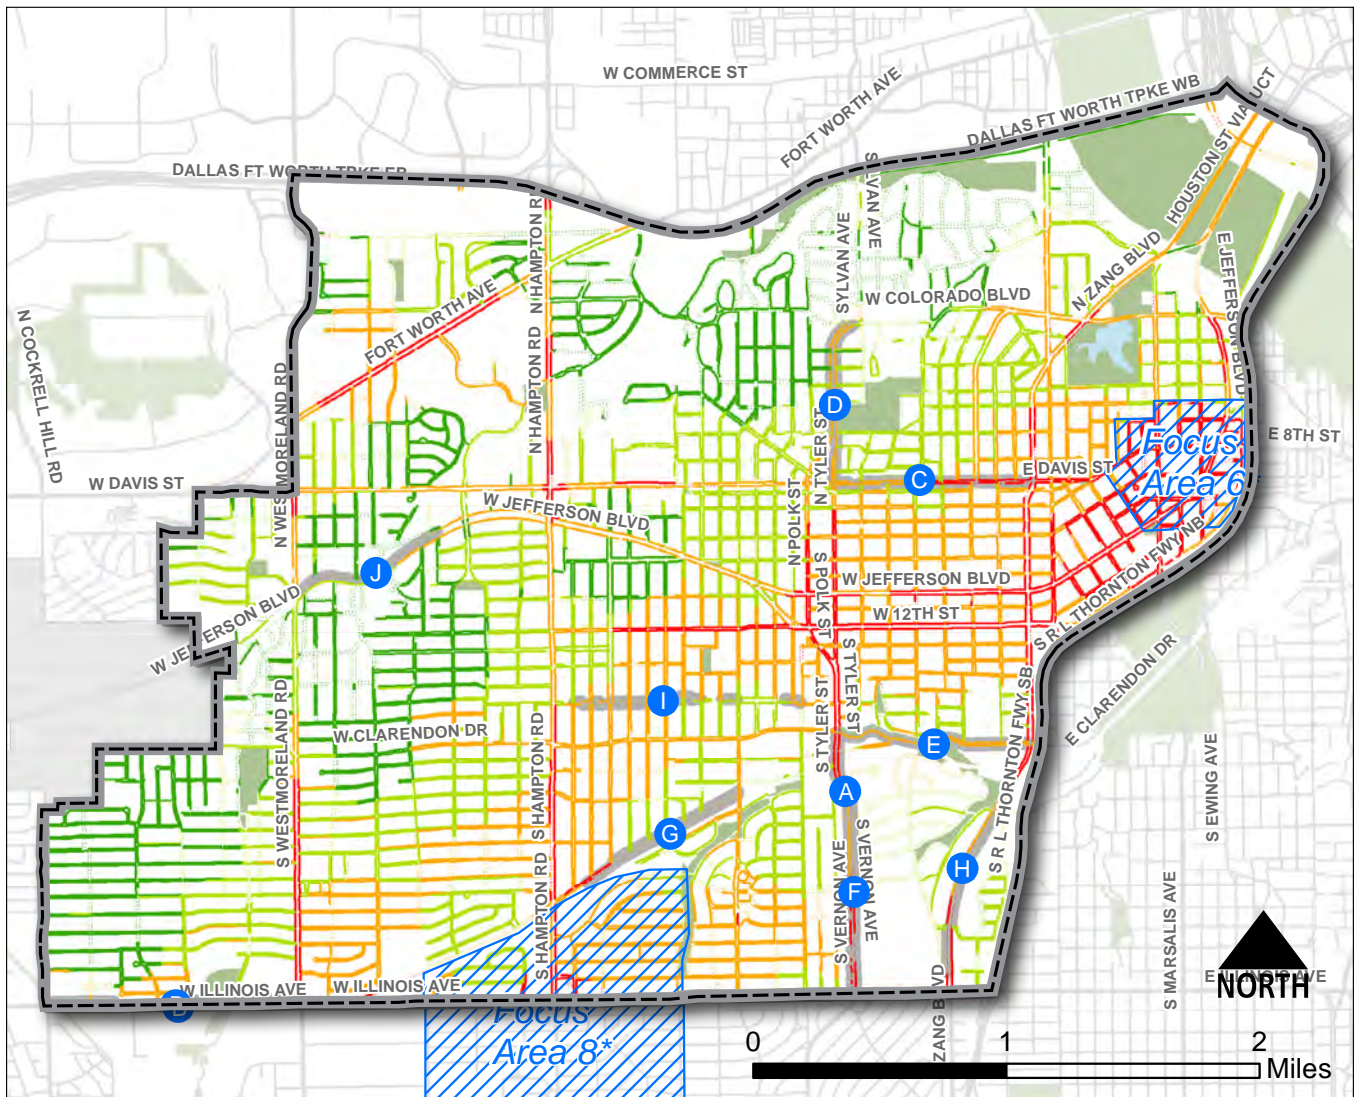 W COMMERCE ST
FORT WORTH AVE
DALLAS FT WORTH TPKE WB
HOUSTON ST VIADUCT
DALLAS FT WORTH TPKE EB
SYLVAN AVE
SYLVAN AVE
N HAMPTON RD
N ZANG BLVD
E JEFFERSON BLVD
W COLORADO BLVD
FORT WORTH AVE
N COCKRELL HILL RD
N HAMPTON RD
N WESTMORELAND RD
D
N TYLER ST
E 8TH ST
Focus
Area 6
W DAVIS ST
C
E DAVIS ST
W JEFFERSON BLVD
N POLK ST
J
S POLK ST
W JEFFERSON BLVD
W 12TH ST
S R L THORNTON FWY NB
W JEFFERSON BLVD
E CLARENDON DR
S TYLER ST
S TYLER ST
I
W CLARENDON DR
E
S R L THORNTON FWY SB
S WESTMORELAND RD
S HAMPTON RD
A
S EWING AVE
G
S VERNON AVE
S VERNON AVE
H
F
S HAMPTON RD
S MARSALIS AVE
W ILLINOIS AVE
W ILLINOIS AVE
E ILLINOIS AVE
NORTH
B
Focus
Area 8*
ZANG BLVD
0 1 2
Miles